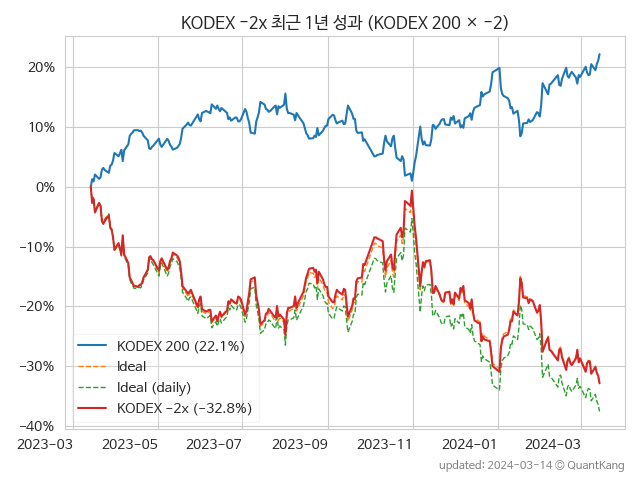 KODEX -2x 최근 1년 성과 (KODEX 200 × -2)
20%
10%
0%
−10%
−20%
−30%
−40%
KODEX 200 (22.1%)
Ideal
Ideal (daily)
KODEX -2x (-32.8%)
2023-03
2023-05
2023-07
2023-09
2023-11
2024-01
2024-03
updated: 2024-03-14 © QuantKang